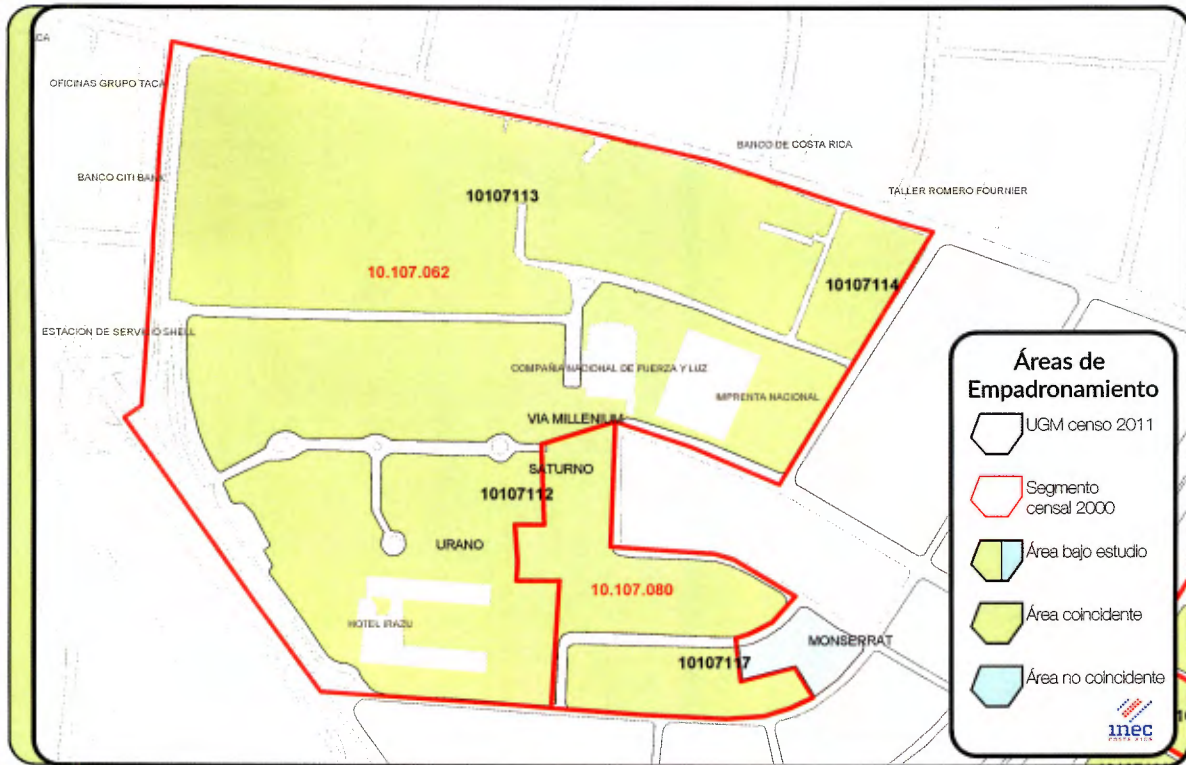 CA
OFICINAS GRUPO TACA
BANCO DE COSTA RICA
BANCO CITI BANK
TALLER ROMERO FOURNIER
10107113
10.107.062
10107114
ESTACION DE SERVICIO SHELL
COMPAÑIA NACIONAL DE FUERZA Y LUZ
IMPRENTA NACIONAL
VIA MILLENIUM
SATURNO
10107112
URANO
10.107.080
HOTEL IRAZU
MONSERRAT
10107117
Áreas de
Empadronamiento
UGM censo 2011
Segmento
censal 2000
Área bajo estudio
Área coincidente
Área no coincidente
inec
COSTA RICA